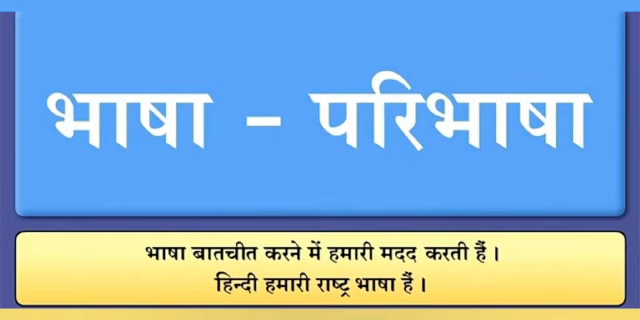 भाषा - परिभाषा
भाषा बातचीत करने में हमारी मदद करती हैं ।
हिन्दी हमारी राष्ट्र भाषा हैं ।